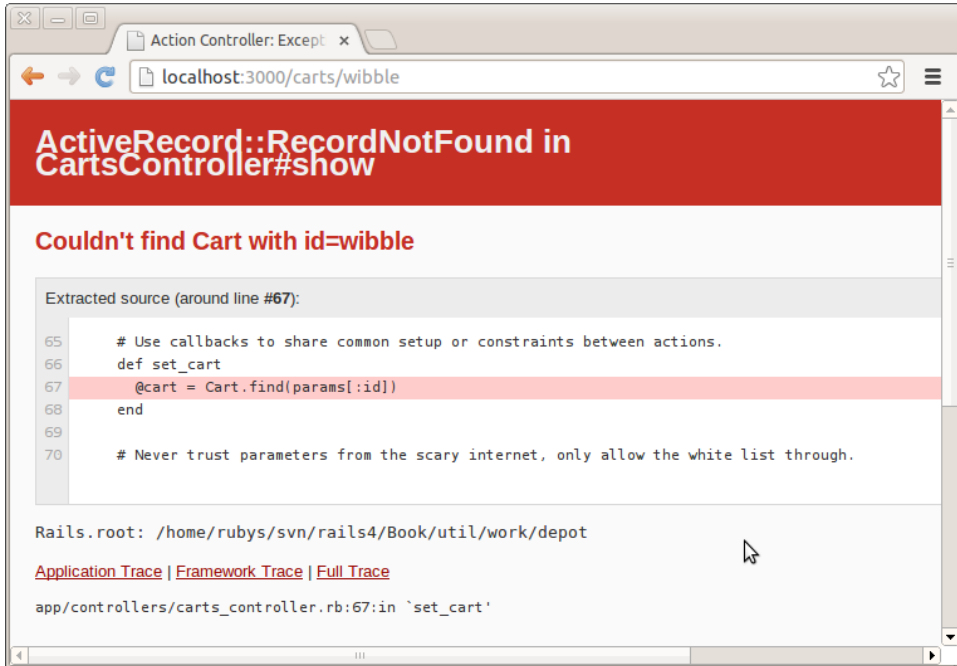 Action Controller: Except
localhost:3000/carts/wibble
ActiveRecord::RecordNotFound in
CartsController#show
Couldn't find Cart with id=wibble
Extracted source (around line #67):
65 # Use callbacks to share common setup or constraints between actions.
66 def set_cart
67 @cart = Cart.find(params[:id])
68 end
69
70 # Never trust parameters from the scary internet, only allow the white list through.
Rails.root: /home/rubys/svn/rails4/Book/util/work/depot
Application Trace | Framework Trace | Full Trace
app/controllers/carts_controller.rb:67:in `set_cart'